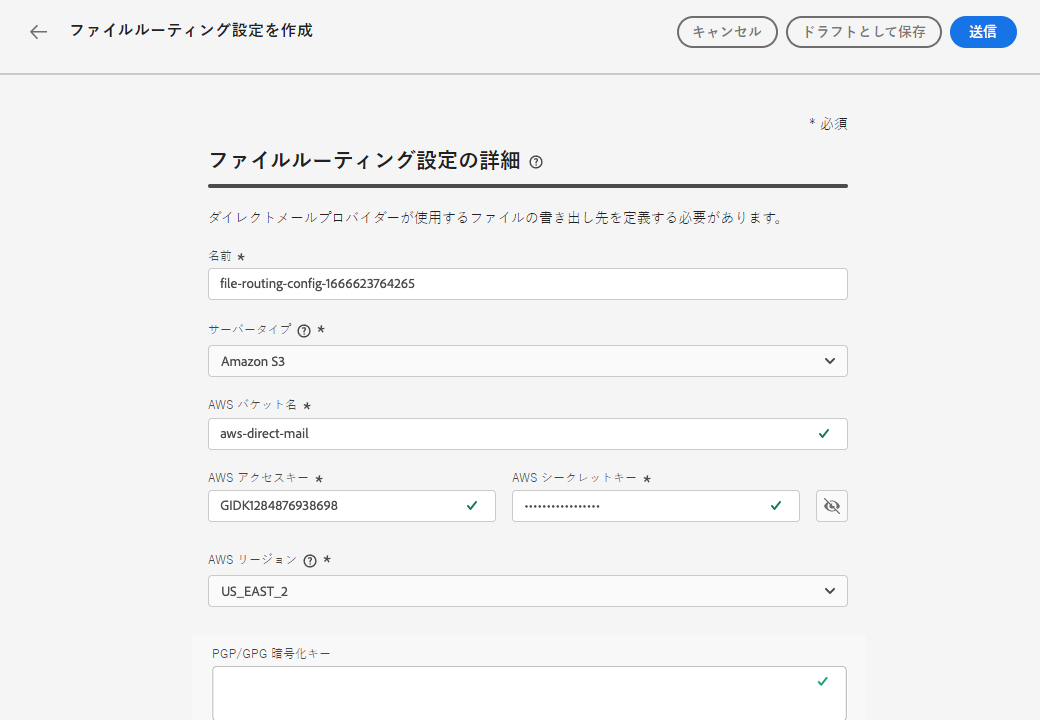 ファイルルーティング設定を作成
キャンセル
ドラフトとして保存
送信
* 必須
ファイルルーティング設定の詳細
ダイレクトメールプロバイダーが使用するファイルの書き出し先を定義する必要があります。
名前 *
file-routing-config-1666623764265
サーバータイプ *
Amazon S3
AWS バケット名 *
aws-direct-mail
AWS アクセスキー *
AWS シークレットキー *
GIDK1284876938698
•••••••••••••••••
AWS リージョン *
US_EAST_2
PGP/GPG 暗号化キー